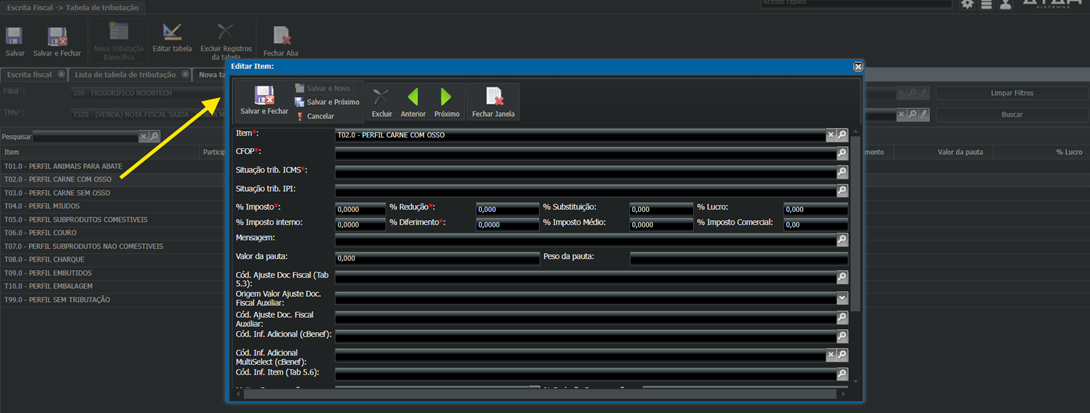 Escrita Fiscal -> Tabela de tributação
Acesso rápido
SISTEMAS
Salvar
Salvar e Fechar
Nova Tributação Específica
Editar tabela
Excluir Registros da tabela
Fechar Aba
Escrita fiscal
Lista de tabela de tributação
Nova ta
Filial*:
100 - FRIGORÍFICO NOORTECH
Limpar Filtros
TMV*:
T520 - (VENDA) NOTA FISCAL SAIDA
Buscar
Pesquisar
Item
Particip
mento
Valor da pauta
% Lucro
T01.0 - PERFIL ANIMAIS PARA ABATE
T02.0 - PERFIL CARNE COM OSSO
T03.0 - PERFIL CARNE SEM OSSO
T04.0 - PERFIL MIUDOS
T05.0 - PERFIL SUBPRODUTOS COMESTIVEIS
T06.0 - PERFIL COURO
T07.0 - PERFIL SUBPRODUTOS NAO COMESTIVEIS
T08.0 - PERFIL CHARQUE
T09.0 - PERFIL EMBUTIDOS
T10.0 - PERFIL EMBALAGEM
T99.0 - PERFIL SEM TRIBUTAÇÃO
Editar Item:
Salvar e Fechar
Salvar e Novo
Salvar e Próximo
Cancelar
Excluir
Anterior
Próximo
Fechar Janela
Item*:
T02.0 - PERFIL CARNE COM OSSO
CFOP*:
Situação trib. ICMS*:
Situação trib. IPI:
% Imposto*: 0,0000 % Redução*: 0,000 % Substituição: 0,000 % Lucro: 0,000
% Imposto interno: 0,0000 % Diferimento*: 0,0000 % Imposto Médio: 0,0000 % Imposto Comercial: 0,00
Mensagem:
Valor da pauta: 0,000 Peso da pauta:
Cód. Ajuste Doc Fiscal (Tab
5.3):
Origem Valor Ajuste Doc.
Fiscal Auxiliar:
Cód. Ajuste Doc. Fiscal
Auxiliar:
Cód. Inf. Adicional (cBenef):
Cód. Inf. Adicional
MultiSelect (cBenef):
Cód. Inf. Item (Tab 5.6):